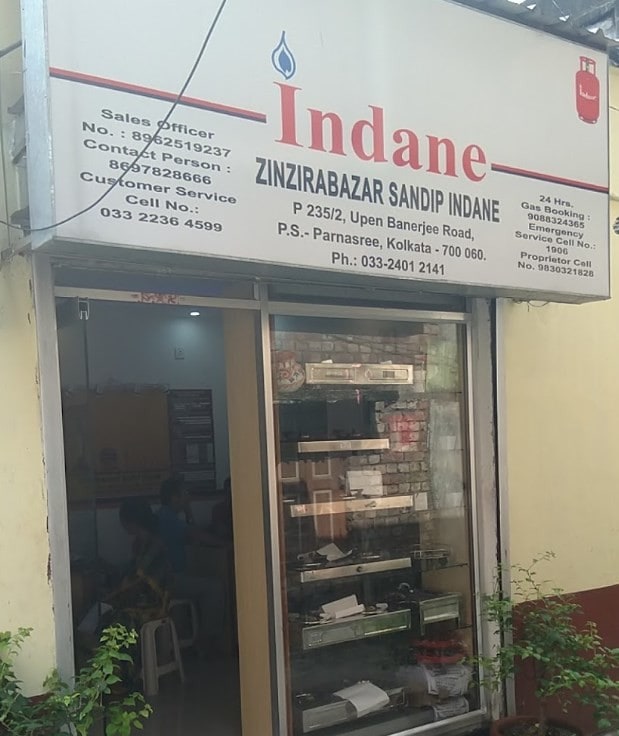 Indane
ZINZIRABAZAR SANDIP INDANE
P 235/2, Upen Banerjee Road,
P.S.- Parnasree, Kolkata - 700 060.
Ph.: 033-2401 2141
Sales Officer
No. : 8962519237
Contact Person :
8697828666
Customer Service
Cell No.:
033 2236 4599
24 Hrs.
Gas Booking :
9088324365
Emergency
Service Cell No.:
1906
Proprietor Cell
No. 9830321828
Indane